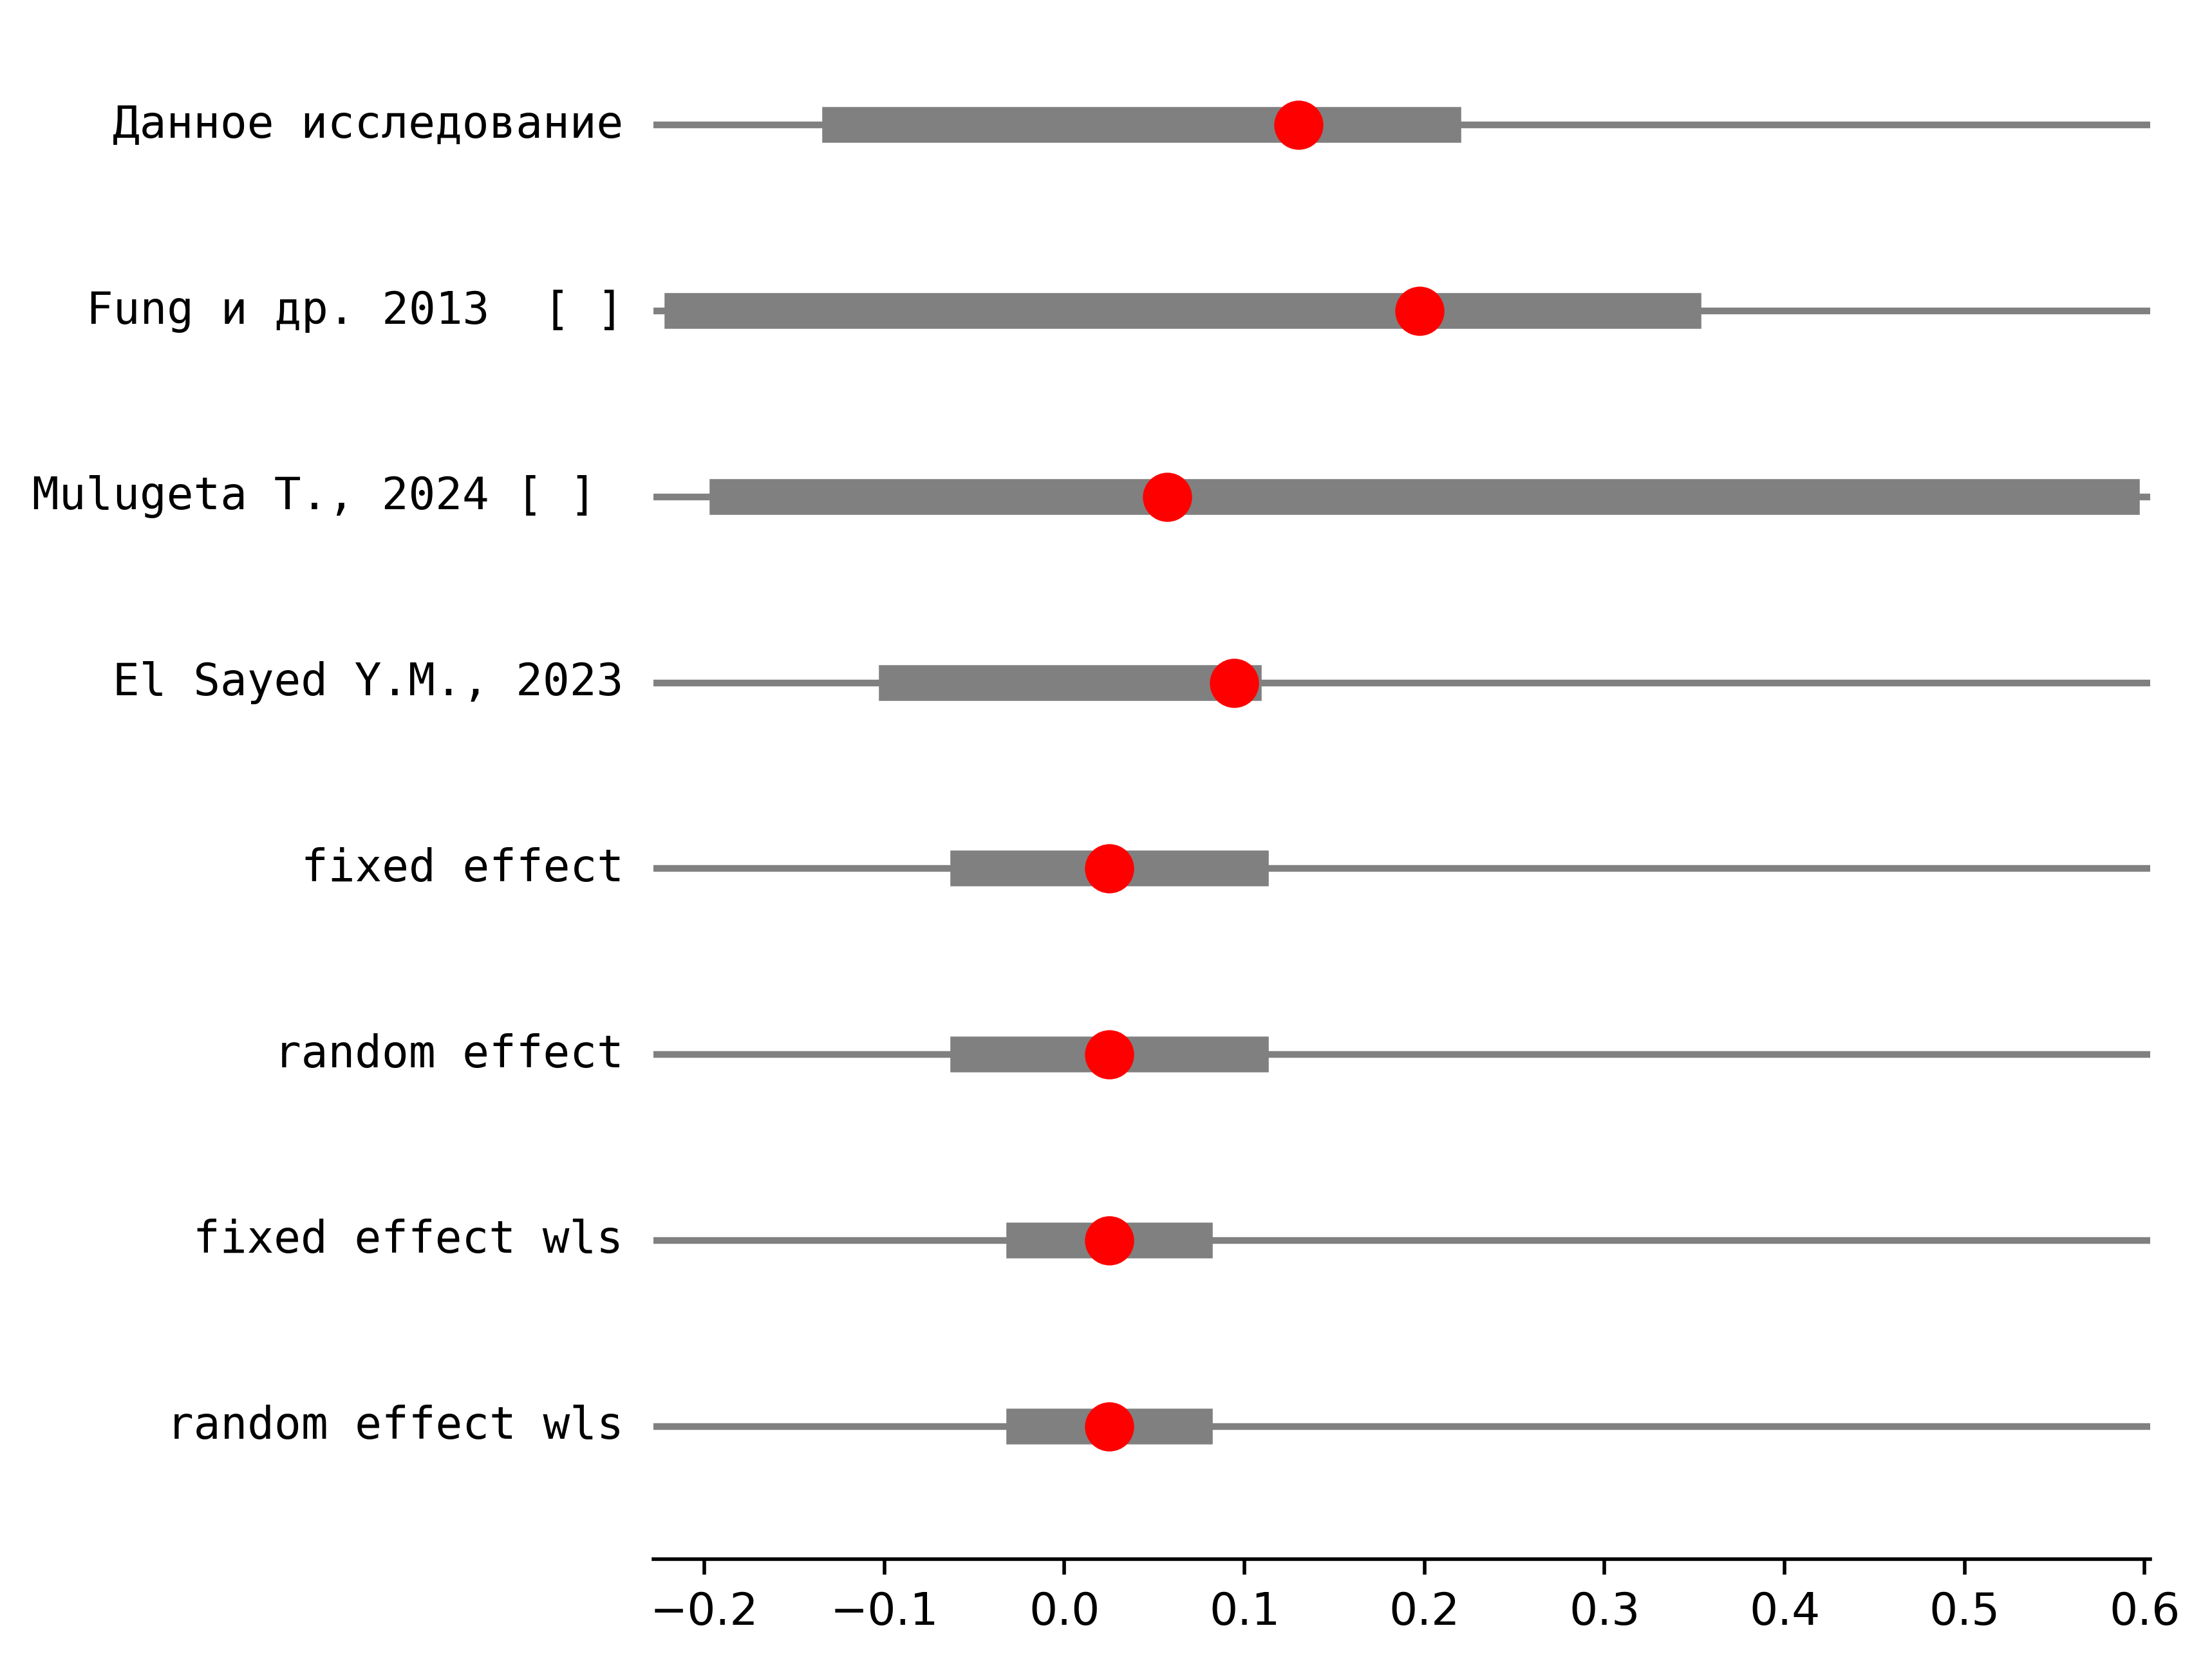 Данное исследование
Fung и др. 2013  [ ]
Mulugeta T., 2024 [ ]
El Sayed Y.M., 2023
fixed effect
random effect
fixed effect wls
random effect wls
−0.2 −0.1 0.0 0.1 0.2 0.3 0.4 0.5 0.6